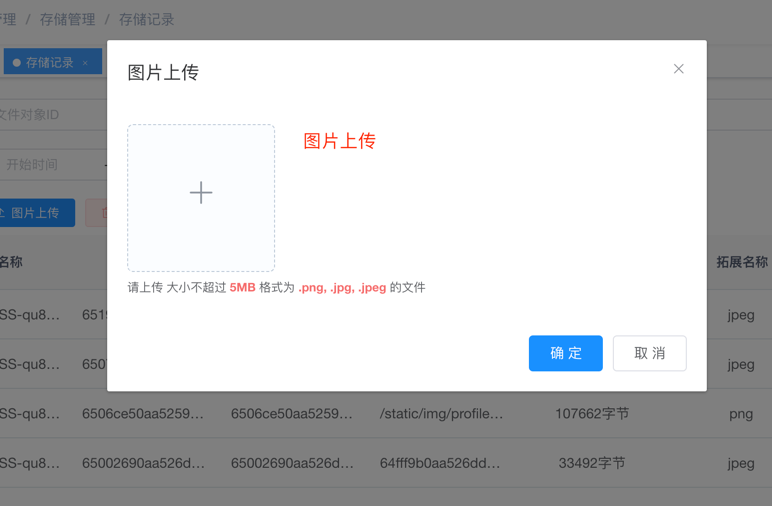 管理 / 存储管理 / 存储记录
存储记录 ×
图片上传
图片上传
文件对象ID
开始时间 -
图片上传
请上传 大小不超过 5MB 格式为 .png, .jpg, .jpeg 的文件
名称 拓展名称
确 定 取 消
SS-qu8... jpeg
SS-qu8... jpeg
SS-qu8... 6506ce50aa5259... 6506ce50aa5259... /static/img/profile... 107662字节 png
SS-qu8... 65002690aa526d... 65002690aa526d... 64fff9b0aa526dd... 33492字节 jpeg